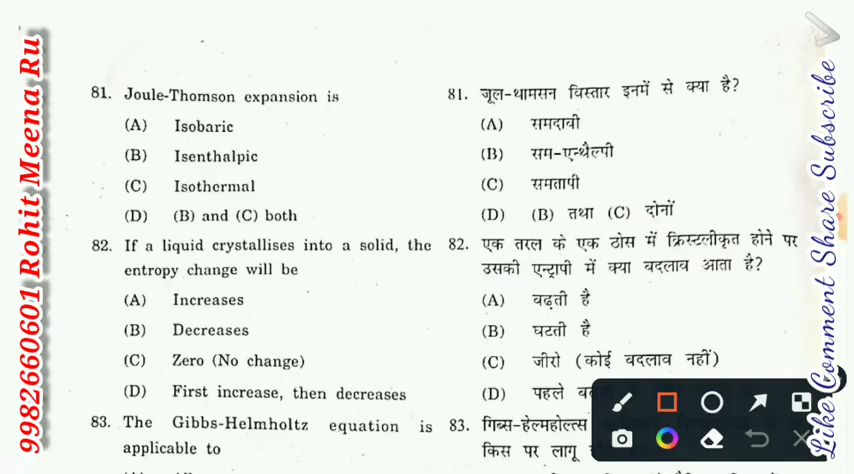 9982660601 Rohit Meena Ru
81. Joule-Thomson expansion is
(A) Isobaric
(B) Isenthalpic
(C) Isothermal
(D) (B) and (C) both
82. If a liquid crystallises into a solid, the
entropy change will be
(A) Increases
(B) Decreases
(C) Zero (No change)
(D) First increase, then decreases
83. The Gibbs-Helmholtz equation is
applicable to
81. जूल-थामसन विस्तार इनमें से क्या है?
(A) समदावी
(B) सम-एन्थैल्पी
(C) समतापी
(D) (B) तथा (C) दोनों
82. एक तरल के एक ठोस में क्रिस्टलीकृत होने पर
उसकी एन्ट्रापी में क्या बदलाव आता है?
(A) बढ़ती है
(B) घटती है
(C) जीरो (कोई बदलाव नहीं)
(D) पहले
83. गिब्स-हेल्महोल्स
किस पर लागू
Like Comment Share Subscribe